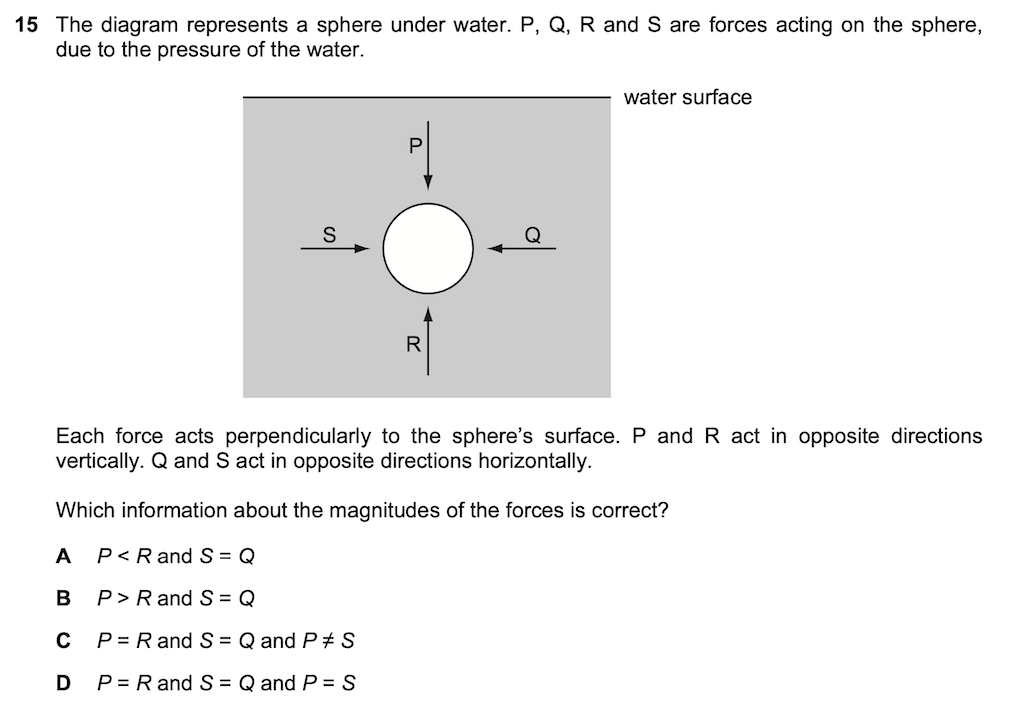 15 The diagram represents a sphere under water. P, Q, R and S are forces acting on the sphere,
due to the pressure of the water.
water surface
P
S
Q
R
Each force acts perpendicularly to the sphere’s surface. P and R act in opposite directions
vertically. Q and S act in opposite directions horizontally.
Which information about the magnitudes of the forces is correct?
A P < R and S = Q
B P > R and S = Q
C P = R and S = Q and P ≠ S
D P = R and S = Q and P = S